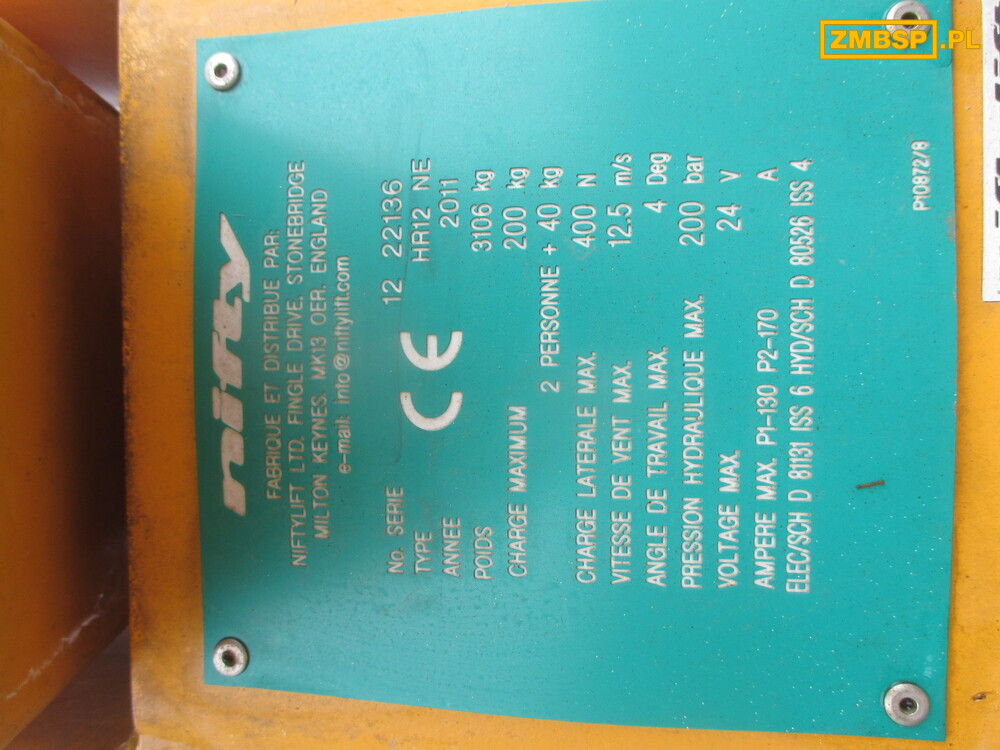 ZMBSP.PL
nifty
FABRIQUE ET DISTRIBUE PAR:
NIFTYLIFT LTD. FINGLE DRIVE, STONEBRIDGE
MILTON KEYNES. MK13 OER. ENGLAND
e-mail: info@niftylift.com
No. SERIE 12 22136
TYPE HR12 NE
CE
ANNEE 2011
POIDS 3106 kg
CHARGE MAXIMUM 200 kg
2 PERSONNE + 40 kg
CHARGE LATERALE MAX. 400 N
VITESSE DE VENT MAX. 12.5 m/s
ANGLE DE TRAVAIL MAX. 4 Deg
PRESSION HYDRAULIQUE MAX. 200 bar
VOLTAGE MAX. 24 V
AMPERE MAX. P1-130 P2-170 A
ELEC/SCH D 81131 ISS 6 HYD/SCH D 80526 ISS 4
P10872/8